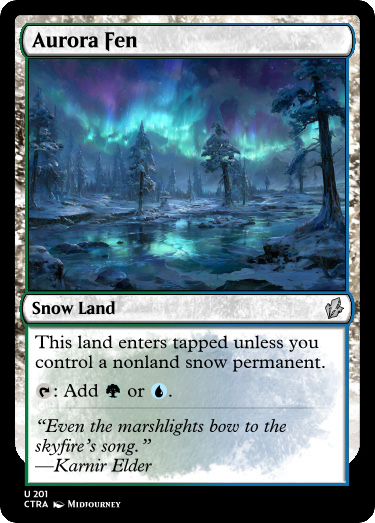 Aurora Fen
Snow Land
This land enters tapped unless you
control a nonland snow permanent.
: Add or .
“Even the marshlights bow to the
skyfire’s song.”
—Karnir Elder
U 201
CTRA Midjourney